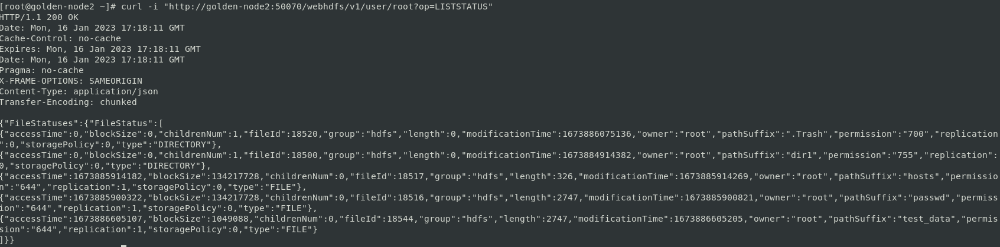 [root@golden-node2 ~]# curl -i "http://golden-node2:50070/webhdfs/v1/user/root?op=LISTSTATUS"
HTTP/1.1 200 OK
Date: Mon, 16 Jan 2023 17:18:11 GMT
Cache-Control: no-cache
Expires: Mon, 16 Jan 2023 17:18:11 GMT
Date: Mon, 16 Jan 2023 17:18:11 GMT
Pragma: no-cache
X-FRAME-OPTIONS: SAMEORIGIN
Content-Type: application/json
Transfer-Encoding: chunked
{"FileStatuses":{"FileStatus":[
{"accessTime":0,"blockSize":0,"childrenNum":1,"fileId":18520,"group":"hdfs","length":0,"modificationTime":1673886075136,"owner":"root","pathSuffix":".Trash","permission":"700","replication
":0,"storagePolicy":0,"type":"DIRECTORY"},
{"accessTime":0,"blockSize":0,"childrenNum":1,"fileId":18500,"group":"hdfs","length":0,"modificationTime":1673884914382,"owner":"root","pathSuffix":"dir1","permission":"755","replication":
0,"storagePolicy":0,"type":"DIRECTORY"},
{"accessTime":1673885914182,"blockSize":134217728,"childrenNum":0,"fileId":18517,"group":"hdfs","length":326,"modificationTime":1673885914269,"owner":"root","pathSuffix":"hosts","permissio
n":"644","replication":1,"storagePolicy":0,"type":"FILE"},
{"accessTime":1673885900322,"blockSize":134217728,"childrenNum":0,"fileId":18516,"group":"hdfs","length":2747,"modificationTime":1673885900821,"owner":"root","pathSuffix":"passwd","permiss
ion":"644","replication":1,"storagePolicy":0,"type":"FILE"},
{"accessTime":1673886605107,"blockSize":1049088,"childrenNum":0,"fileId":18544,"group":"hdfs","length":2747,"modificationTime":1673886605205,"owner":"root","pathSuffix":"test_data","permis
sion":"644","replication":1,"storagePolicy":0,"type":"FILE"}
]}}